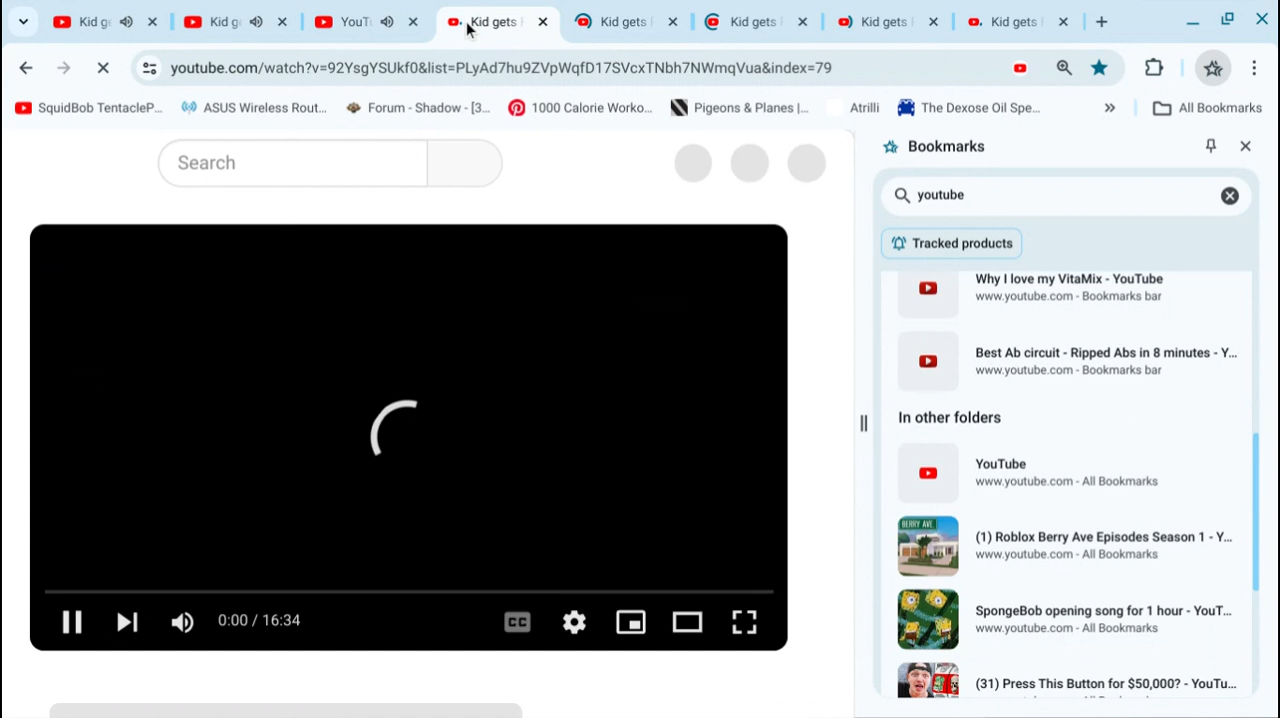 Kid ge
Kid g
YouT
Kid gets
Kid gets
Kid gets
Kid gets
Kid gets
youtube.com/watch?v=92YsgYSUkf0&list=PLyAd7hu9ZVpWqfD17SVcxTNbh7NWmqVua&index=79
SquidBob TentacleP...
ASUS Wireless Rout...
Forum - Shadow - [3...
1000 Calorie Worko...
Pigeons & Planes |...
Atrilli
The Dexose Oil Spe...
All Bookmarks
Search
Bookmarks
youtube
Tracked products
Why I love my VitaMix - YouTube
www.youtube.com - Bookmarks bar
Best Ab circuit - Ripped Abs in 8 minutes - Y...
www.youtube.com - Bookmarks bar
In other folders
YouTube
www.youtube.com - All Bookmarks
BERRY AVE
(1) Roblox Berry Ave Episodes Season 1 - Y...
www.youtube.com - All Bookmarks
SpongeBob opening song for 1 hour - YouT...
www.youtube.com - All Bookmarks
(31) Press This Button for $50,000? - YouTu...
0:00 / 16:34
CC